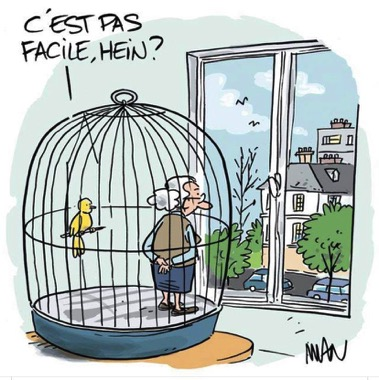 C'EST PAS
FACILE, HEIN?
MAN